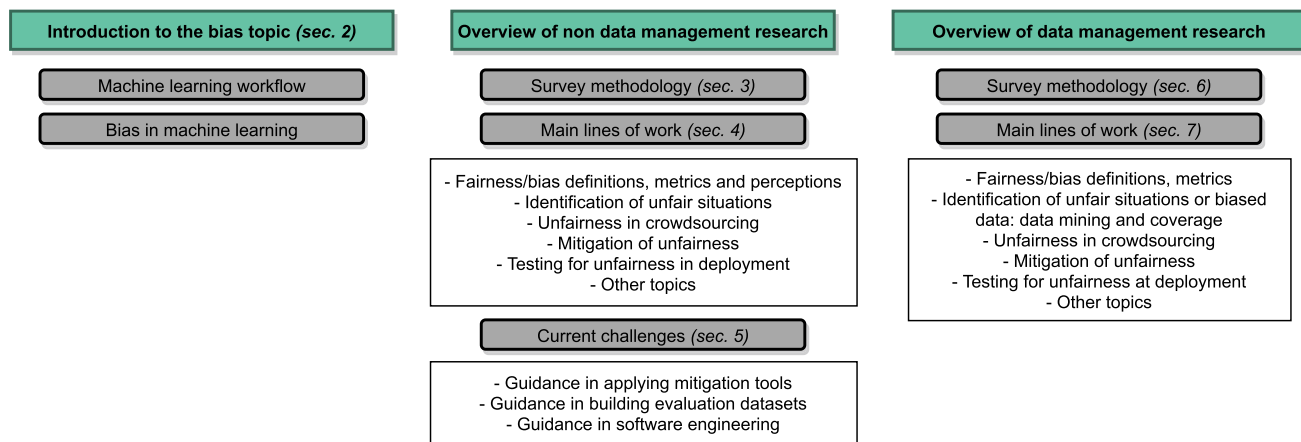 Introduction to the bias topic (sec. 2)
Machine learning workflow
Bias in machine learning
Overview of non data management research
Survey methodology (sec. 3)
Main lines of work (sec. 4)
- Fairness/bias definitions, metrics and perceptions
- Identification of unfair situations
- Unfairness in crowdsourcing
- Mitigation of unfairness
- Testing for unfairness in deployment
- Other topics
Current challenges (sec. 5)
- Guidance in applying mitigation tools
- Guidance in building evaluation datasets
- Guidance in software engineering
Overview of data management research
Survey methodology (sec. 6)
Main lines of work (sec. 7)
- Fairness/bias definitions, metrics
- Identification of unfair situations or biased
data: data mining and coverage
- Unfairness in crowdsourcing
- Mitigation of unfairness
- Testing for unfairness at deployment
- Other topics